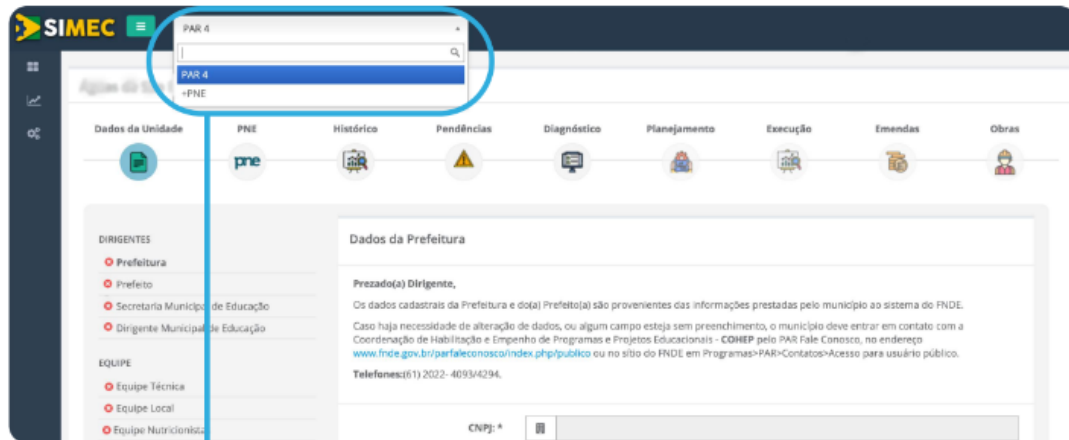 SIMEC
PAR 4
PAR 4
+PNE
Dados da Unidade
PNE
Histórico
Pendências
Diagnóstico
Planejamento
Execução
Emendas
Obras
pne
DIRIGENTES
Prefeitura
Prefeito
Secretaria Municipal de Educação
Dirigente Municipal de Educação
EQUIPE
Equipe Técnica
Equipe Local
Equipe Nutricionista
Dados da Prefeitura
Prezado(a) Dirigente,
Os dados cadastrais da Prefeitura e do(a) Prefeito(a) são provenientes das informações prestadas pelo município ao sistema do FNDE.
Caso haja necessidade de alteração de dados, ou algum campo esteja sem preenchimento, o município deve entrar em contato com a
Coordenação de Habilitação e Empenho de Programas e Projetos Educacionais - COHEP pelo PAR Fale Conosco, no endereço
www.fnde.gov.br/parfaleconosco/index.php/publico ou no sítio do FNDE em Programas>PAR>Contatos>Acesso para usuário público.
Telefones:(61) 2022- 4093/4294.
CNPJ: *